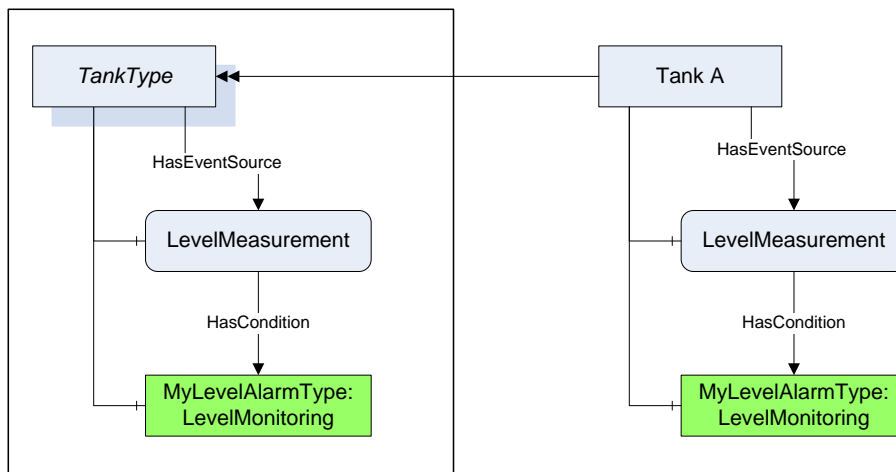 TankType
Tank A
HasEventSource
HasEventSource
LevelMeasurement
LevelMeasurement
HasCondition
HasCondition
MyLevelAlarmType:
LevelMonitoring
MyLevelAlarmType:
LevelMonitoring